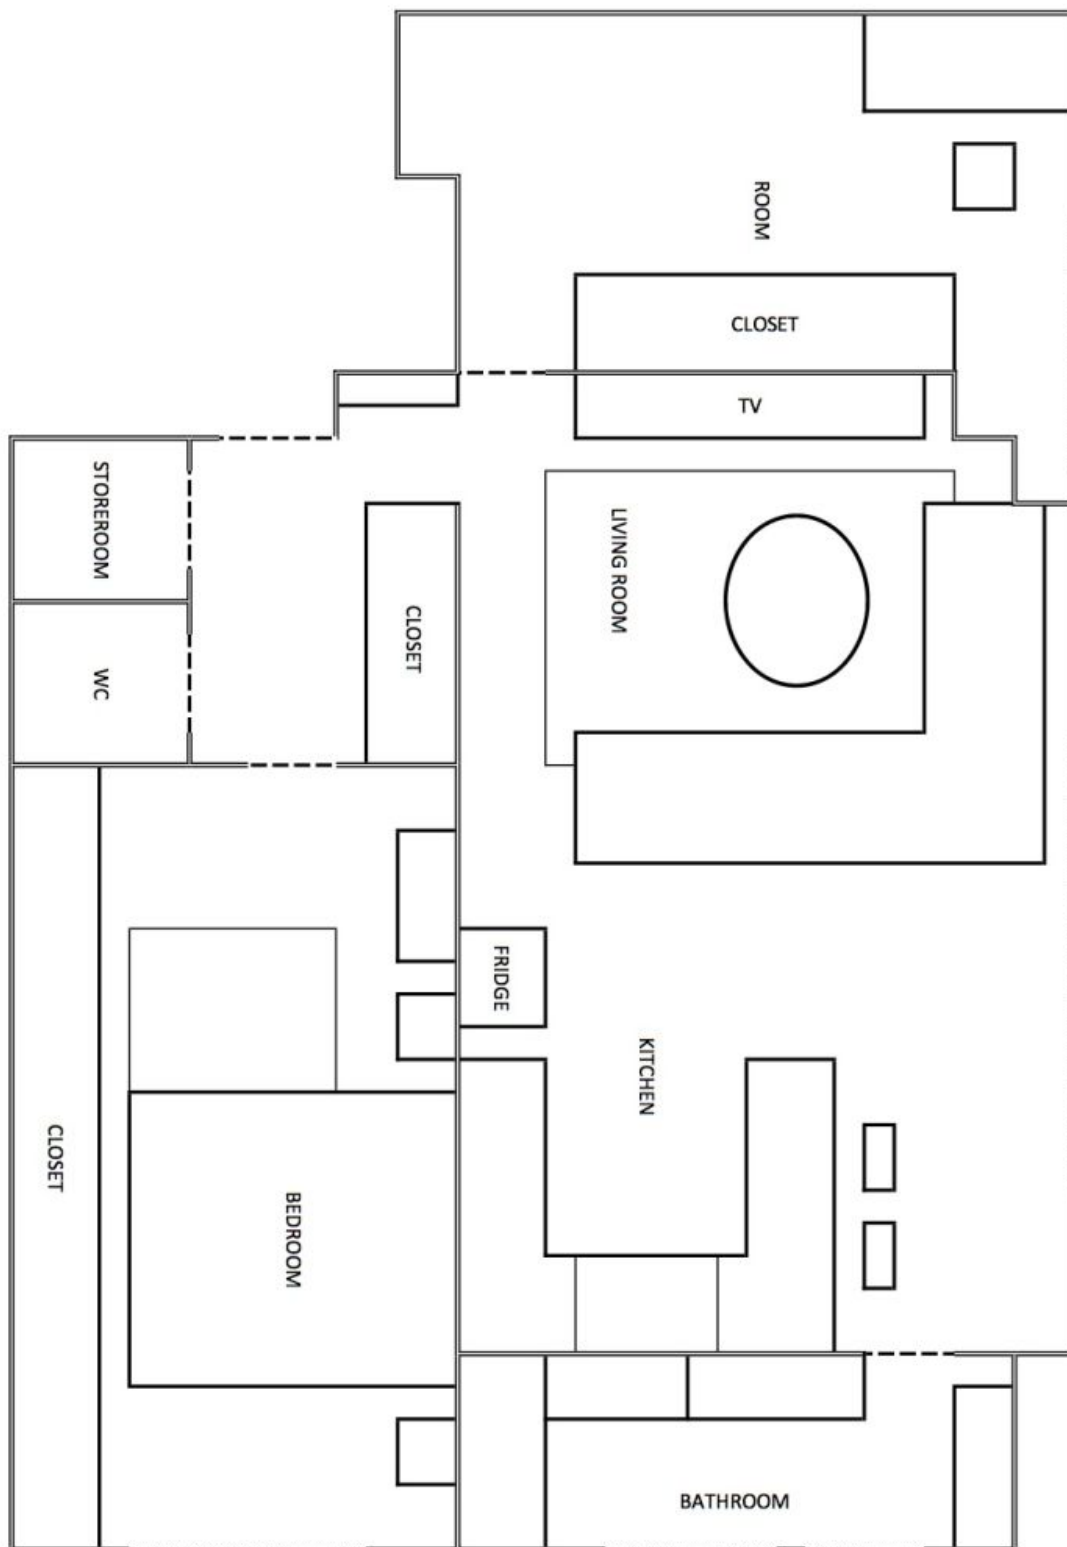 ROOM
CLOSET
TV
STOREROOM
LIVING ROOM
CLOSET
WC
FRIDGE
KITCHEN
CLOSET
BEDROOM
BATHROOM